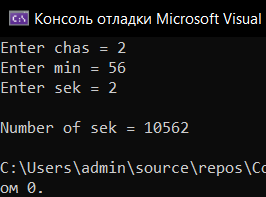 Консоль отладки Microsoft Visual
Enter chas = 2
Enter min = 56
Enter sek = 2
Number of sek = 10562
C:\Users\admin\source\repos\Co
ом 0.